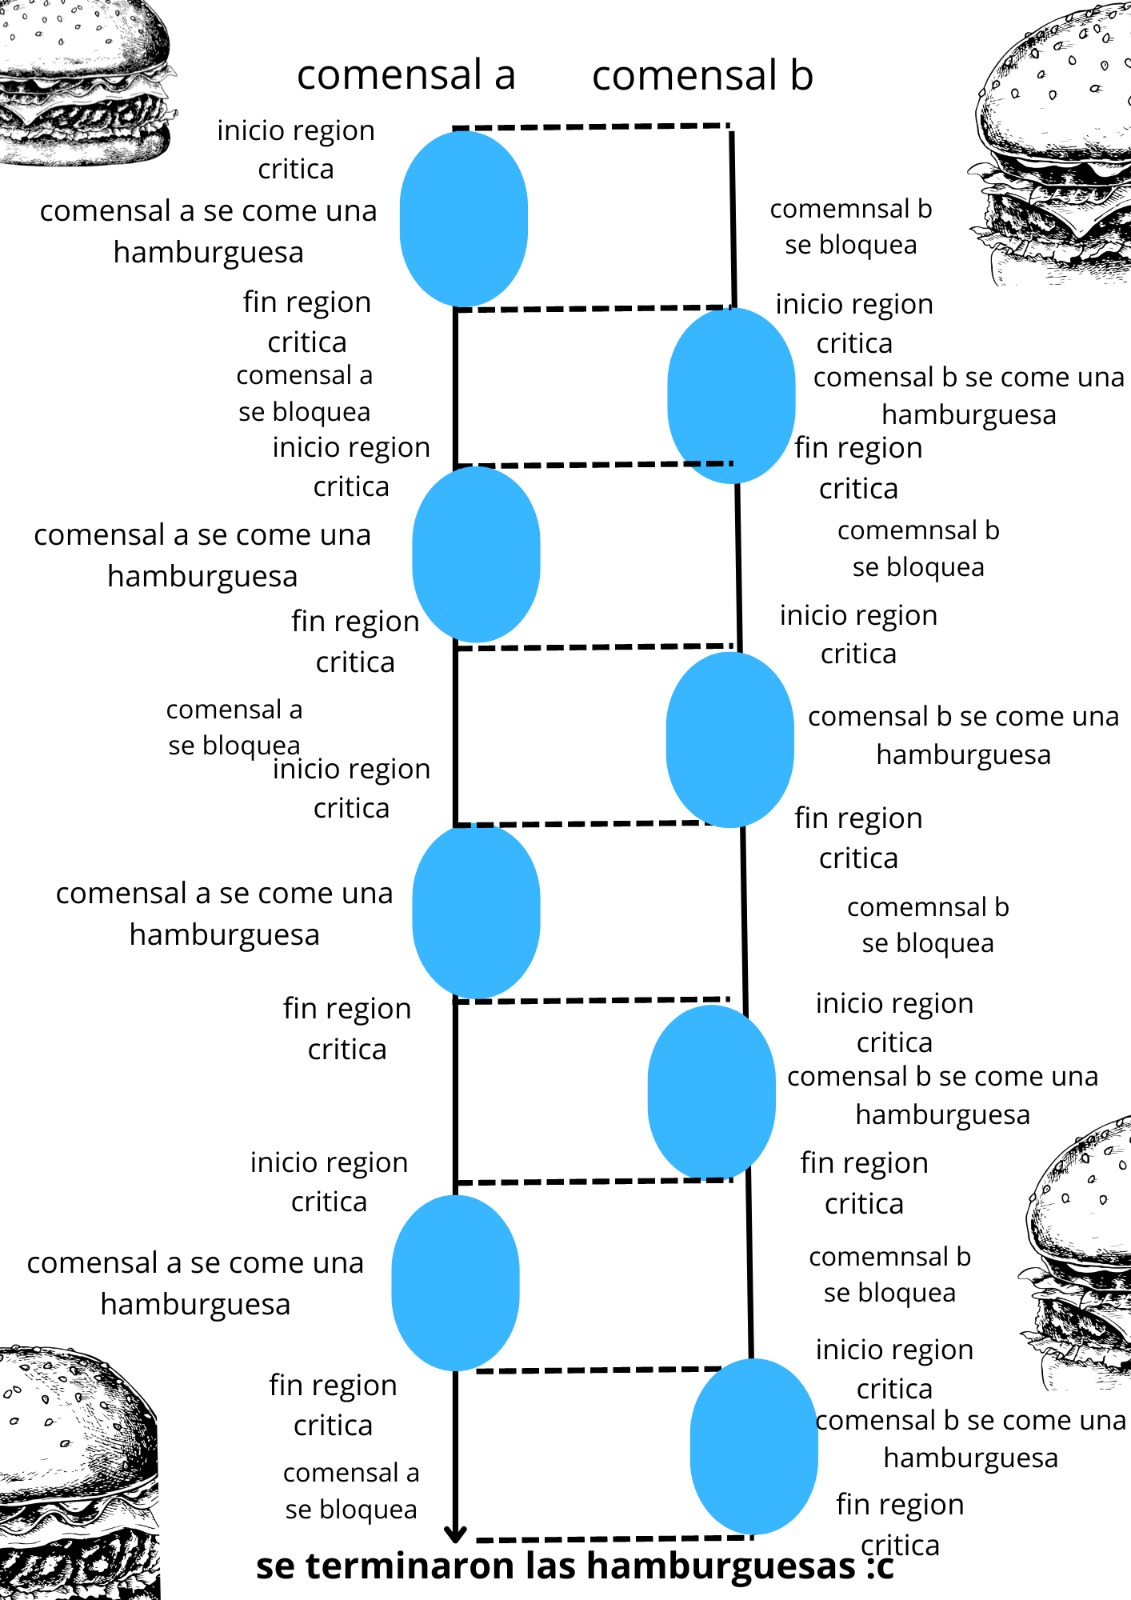 comensal a
comensal b
inicio region
critica
comensal a se come una
hamburguesa
comemnsal b
se bloquea
fin region
critica
inicio region
critica
comensal a
se bloquea
comensal b se come una
hamburguesa
inicio region
critica
fin region
critica
comensal a se come una
hamburguesa
comemnsal b
se bloquea
fin region
critica
inicio region
critica
comensal a
se bloquea
comensal b se come una
hamburguesa
inicio region
critica
fin region
critica
comensal a se come una
hamburguesa
comemnsal b
se bloquea
fin region
critica
inicio region
critica
comensal b se come una
hamburguesa
inicio region
critica
fin region
critica
comensal a se come una
hamburguesa
comemnsal b
se bloquea
fin region
critica
inicio region
critica
comensal b se come una
hamburguesa
comensal a
se bloquea
fin region
critica
se terminaron las hamburguesas :c